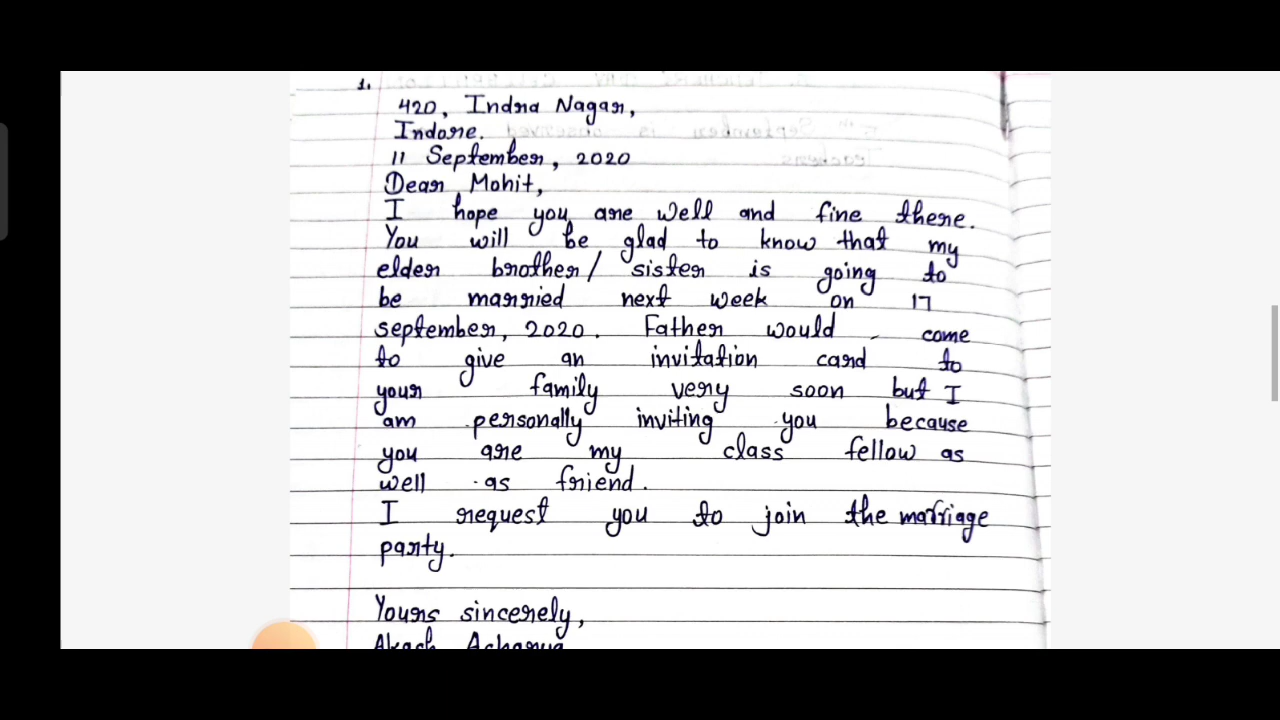 1.
420, Indra Nagar,
Indore.
11 September, 2020
Dear Mohit,
I hope you are well and fine there.
You will be glad to know that my
elder brother/ sister is going to
be married next week on 17
september, 2020. Father would come
to give an invitation card to
your family very soon but I
am personally inviting you because
you are my class fellow as
well as friend.
I request you to join the marriage
party.
Yours sincerely,
Akash Acharya